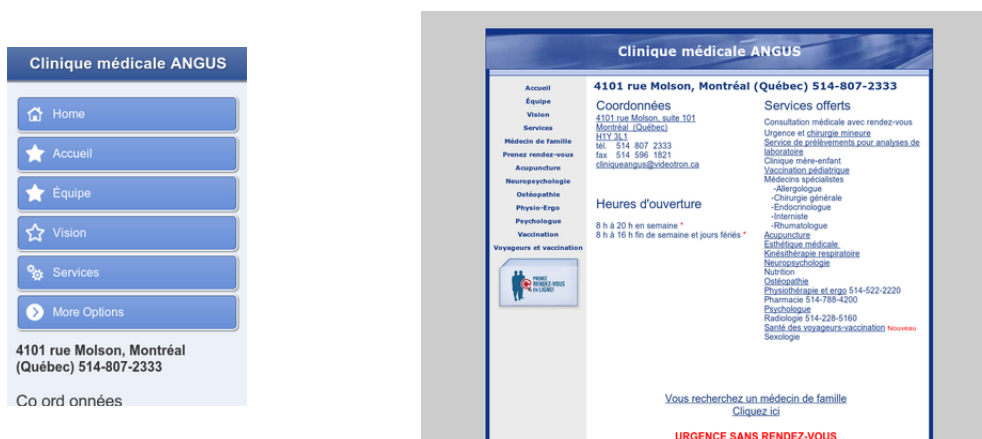 Clinique médicale ANGUS
Home
Accueil
Équipe
Vision
Services
More Options
4101 rue Molson, Montréal
(Québec) 514-807-2333
Co ord onnées
Clinique médicale ANGUS
Accueil
Équipe
Vision
Services
Médecin de famille
Prenez rendez-vous
Acupuncture
Neuropsychologie
Ostéopathie
Physio-Ergo
Psychologue
Vaccination
Voyageurs et vaccination
PRENEZ
RENDEZ-VOUS
EN LIGNE!
4101 rue Molson, Montréal (Québec) 514-807-2333
Coordonnées
4101 rue Molson, suite 101
Montréal (Québec)
H1Y 3L1
tél. 514 807 2333
fax 514 596 1821
cliniqueangus@videotron.ca
Heures d'ouverture
8 h à 20 h en semaine *
8 h à 16 h fin de semaine et jours fériés *
Services offerts
Consultation médicale avec rendez-vous
Urgence et chirurgie mineure
Service de prélèvements pour analyses de
laboratoire
Clinique mère-enfant
Vaccination pédiatrique
Médecins spécialistes
-Allergologue
-Chirurgie générale
-Endocrinologue
-Interniste
-Rhumatologue
Acupuncture
Esthétique médicale
Kinésithérapie respiratoire
Neuropsychologie
Nutrition
Ostéopathie
Physiothérapie et ergo 514-522-2220
Pharmacie 514-788-4200
Psychologue
Radiologie 514-228-5160
Santé des voyageurs-vaccination Nouveau
Sexologie
Vous recherchez un médecin de famille
Cliquez ici
URGENCE SANS RENDEZ-VOUS